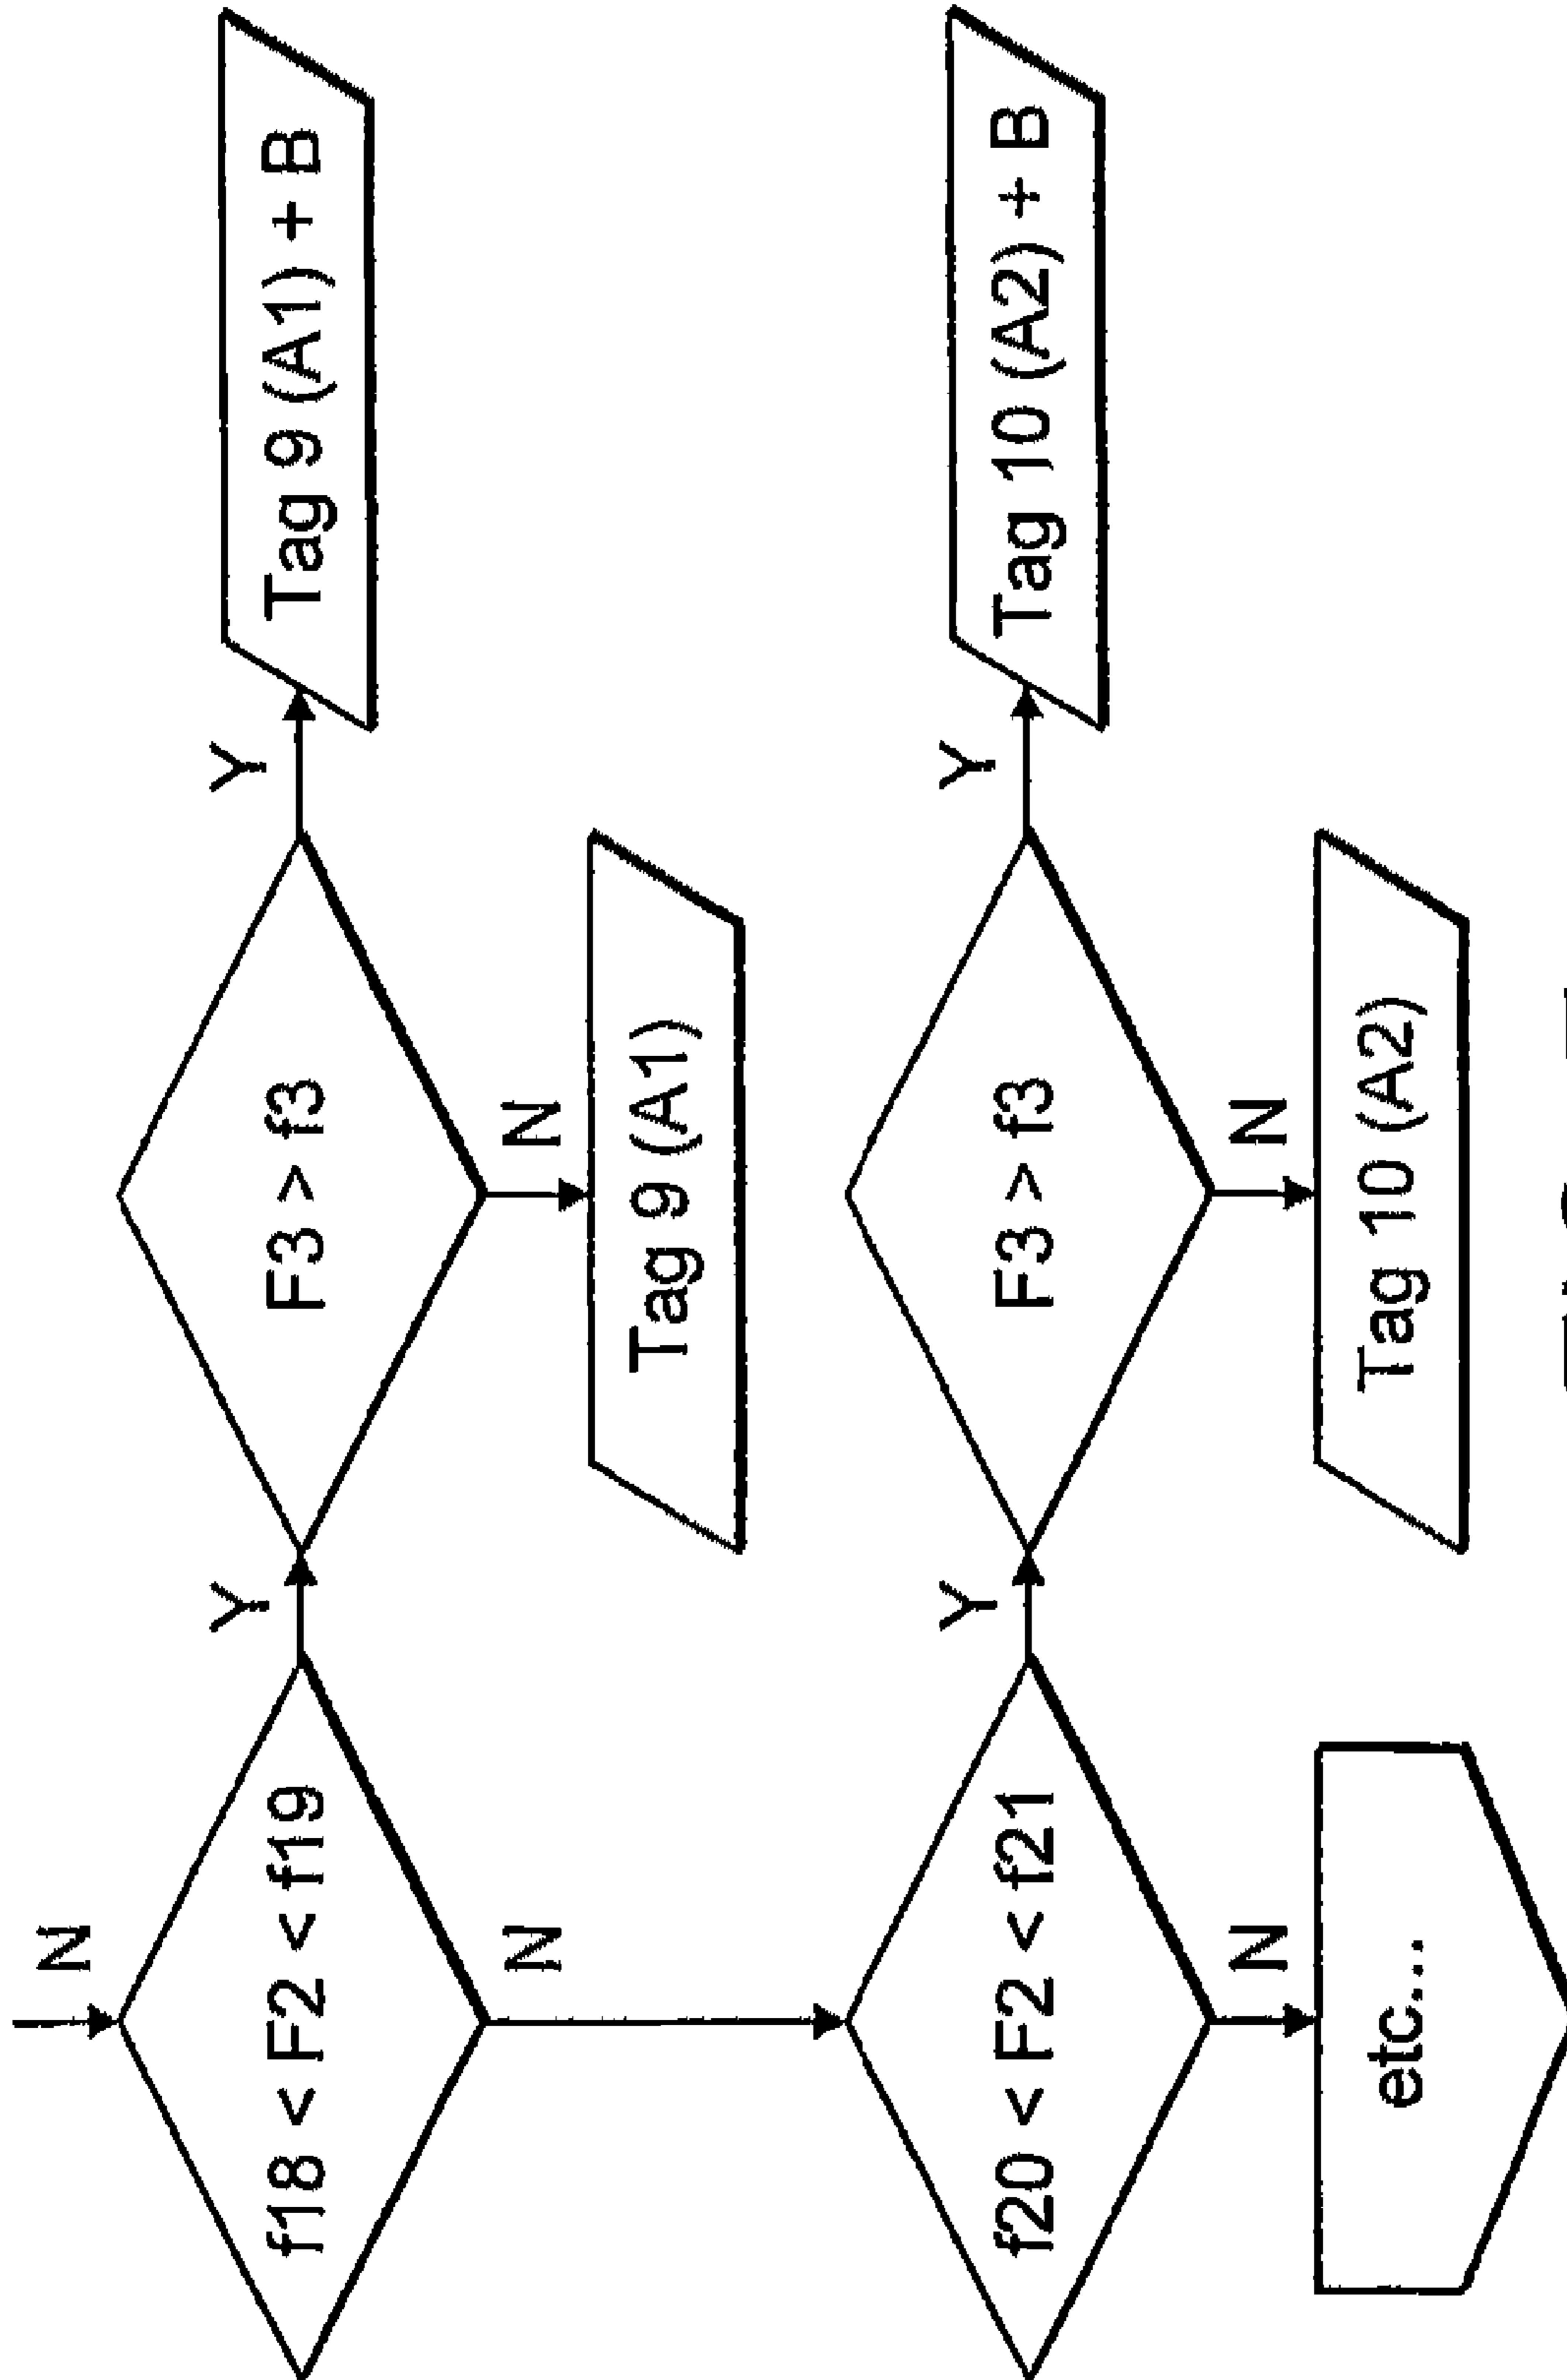 N
f18 < F2 < f19
Y
F3 > f3
Y
Tag 9 (A1) + B
N
N
Tag 9 (A1)
f20 < F2 < f21
Y
F3 > f3
Y
Tag 10 (A2) + B
N
N
etc...
Tag 10 (A2)